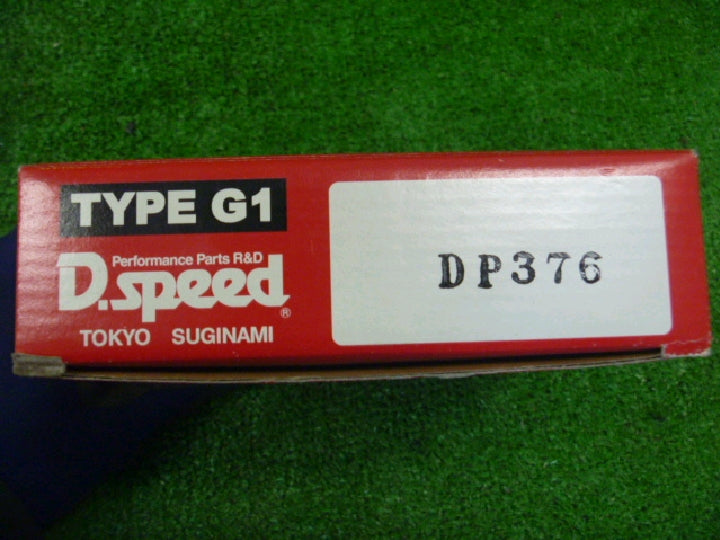 TYPE G1
Performance Parts R&D
D.speed®
TOKYO SUGINAMI
DP376